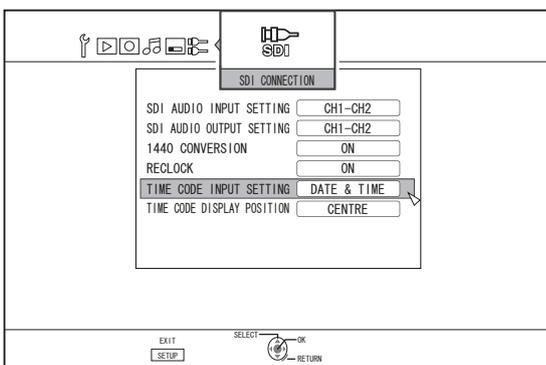 SDI
SDI CONNECTION
SDI AUDIO INPUT SETTING CH1-CH2
SDI AUDIO OUTPUT SETTING CH1-CH2
1440 CONVERSION ON
RECLOCK ON
TIME CODE INPUT SETTING DATE & TIME
TIME CODE DISPLAY POSITION CENTRE
EXIT
SETUP
SELECT
OK
RETURN